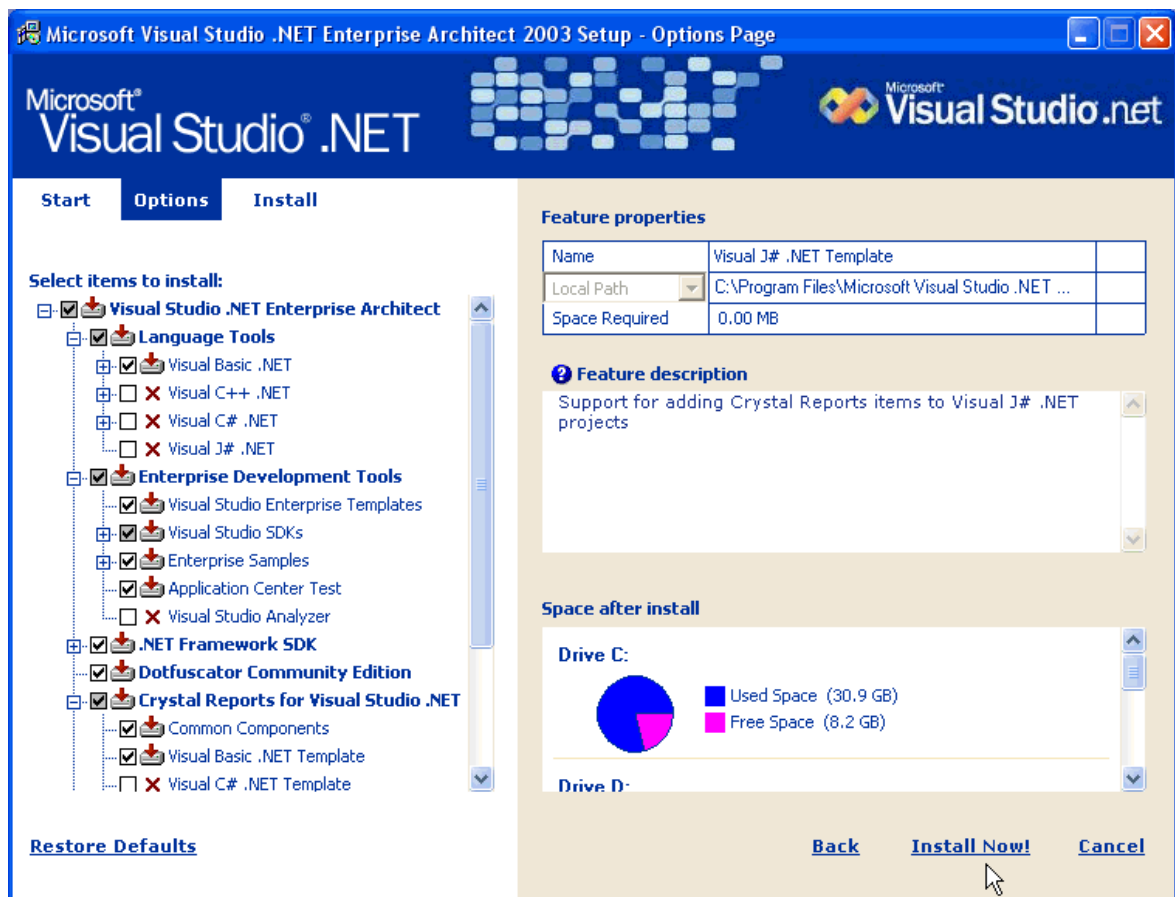 Microsoft Visual Studio .NET Enterprise Architect 2003 Setup - Options Page
Microsoft®
Visual Studio® .NET
Microsoft®
Visual Studio.net
Start
Options
Install
Select items to install:
Visual Studio .NET Enterprise Architect
Language Tools
Visual Basic .NET
Visual C++ .NET
Visual C# .NET
Visual J# .NET
Enterprise Development Tools
Visual Studio Enterprise Templates
Visual Studio SDKs
Enterprise Samples
Application Center Test
Visual Studio Analyzer
.NET Framework SDK
Dotfuscator Community Edition
Crystal Reports for Visual Studio .NET
Common Components
Visual Basic .NET Template
Visual C# .NET Template
Restore Defaults
Feature properties
Name Visual J# .NET Template
Local Path C:\Program Files\Microsoft Visual Studio .NET ...
Space Required 0.00 MB
Feature description
Support for adding Crystal Reports items to Visual J# .NET
projects
Space after install
Drive C:
Used Space (30.9 GB)
Free Space (8.2 GB)
Drive D:
Back
Install Now!
Cancel